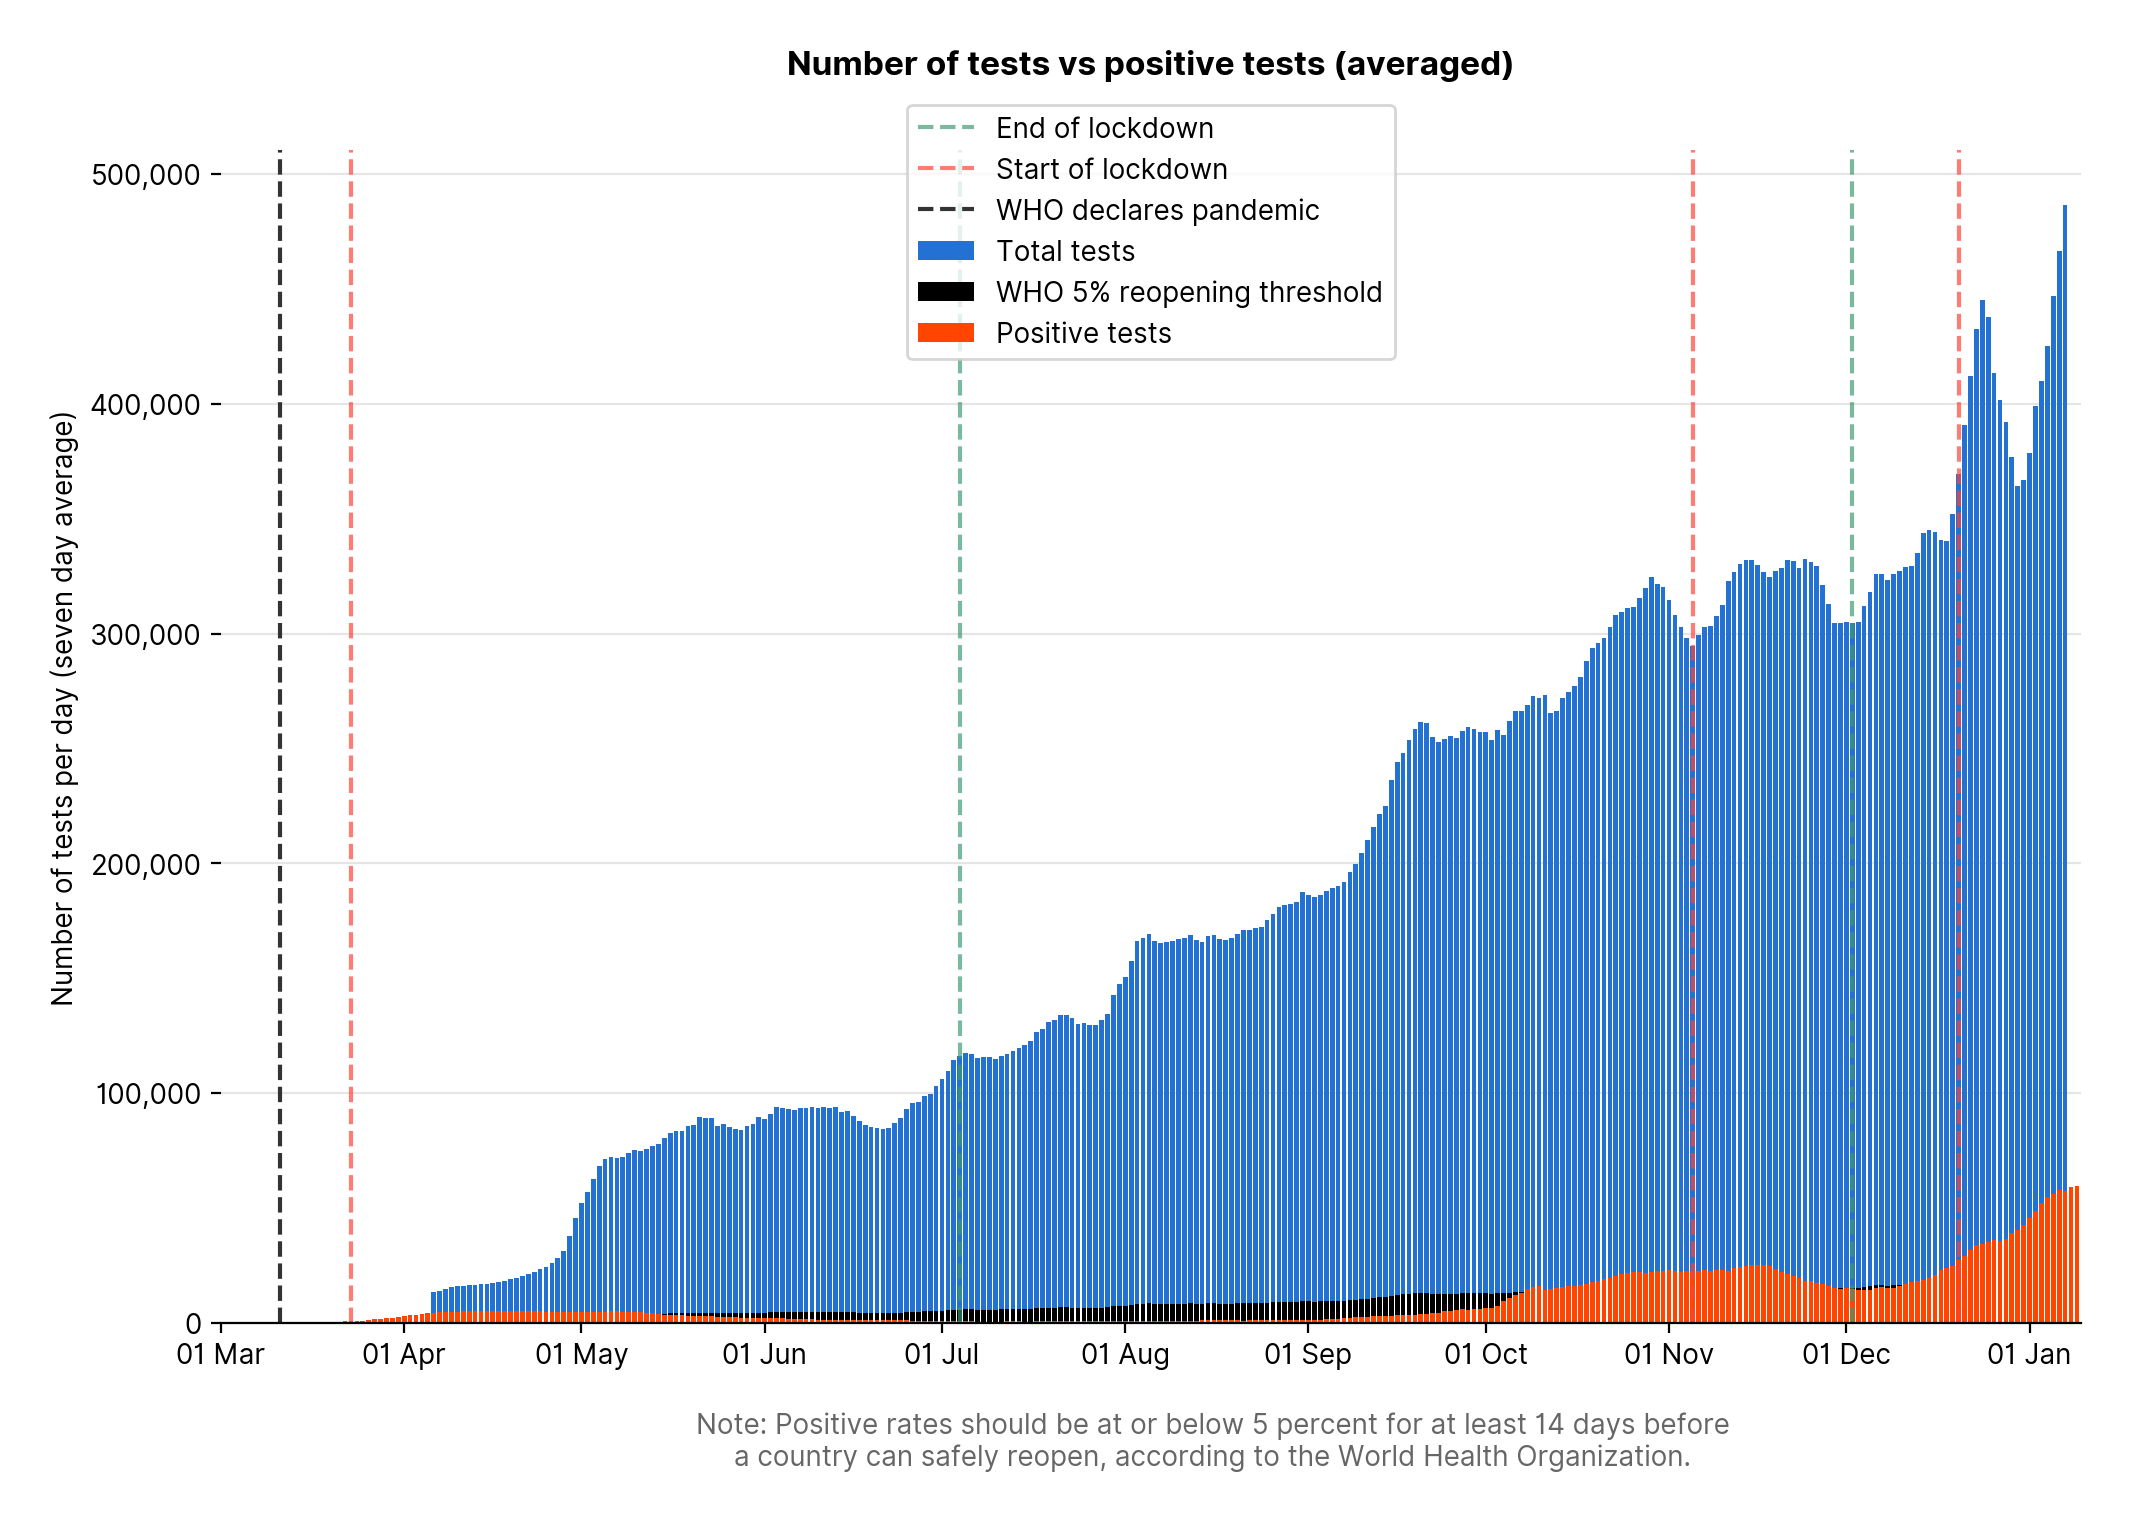 Number of tests vs positive tests (averaged)
End of lockdown
Start of lockdown
WHO declares pandemic
Total tests
WHO 5% reopening threshold
Positive tests
Number of tests per day (seven day average)
500,000
400,000
300,000
200,000
100,000
0
01 Mar
01 Apr
01 May
01 Jun
01 Jul
01 Aug
01 Sep
01 Oct
01 Nov
01 Dec
01 Jan
Note: Positive rates should be at or below 5 percent for at least 14 days before
a country can safely reopen, according to the World Health Organization.